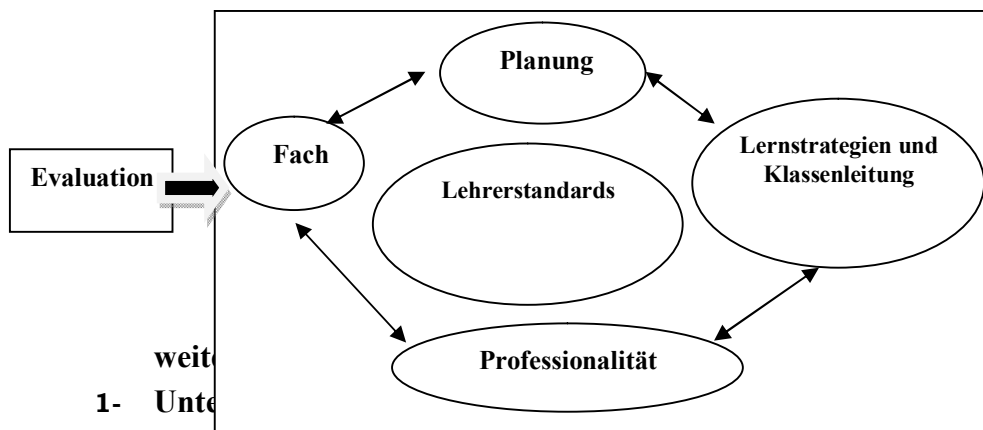 Planung
Fach
Lernstrategien und
Klassenleitung
Evaluation
Lehrerstandards
Professionalität
1-